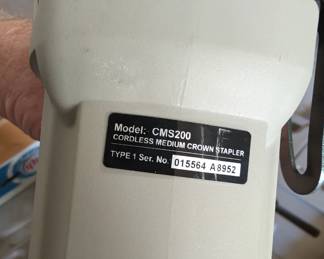 Model: CMS200
CORDLESS MEDIUM CROWN STAPLER
TYPE 1 Ser. No. 015564 A8952